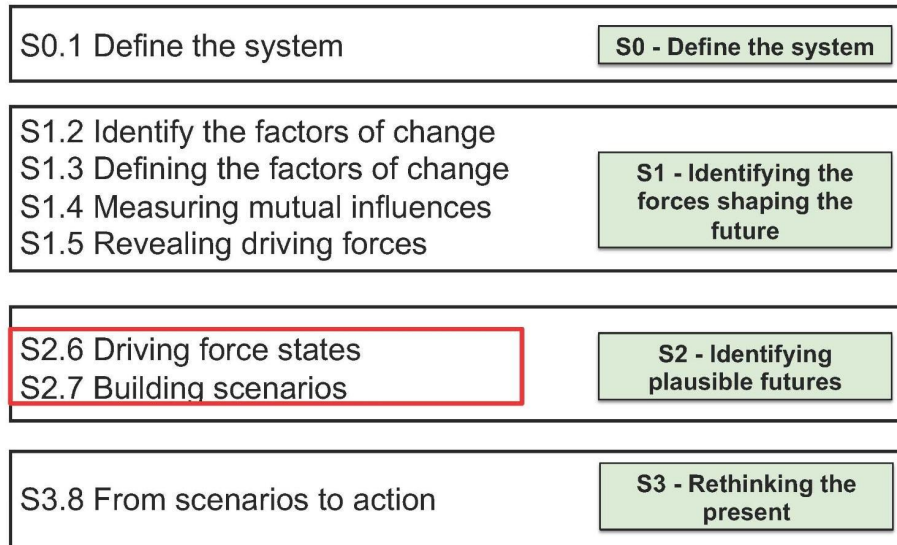 S0.1 Define the system
S0 - Define the system
S1.2 Identify the factors of change
S1.3 Defining the factors of change
S1.4 Measuring mutual influences
S1.5 Revealing driving forces
S1 - Identifying the
forces shaping the
future
S2.6 Driving force states
S2.7 Building scenarios
S2 - Identifying
plausible futures
S3.8 From scenarios to action
S3 - Rethinking the
present